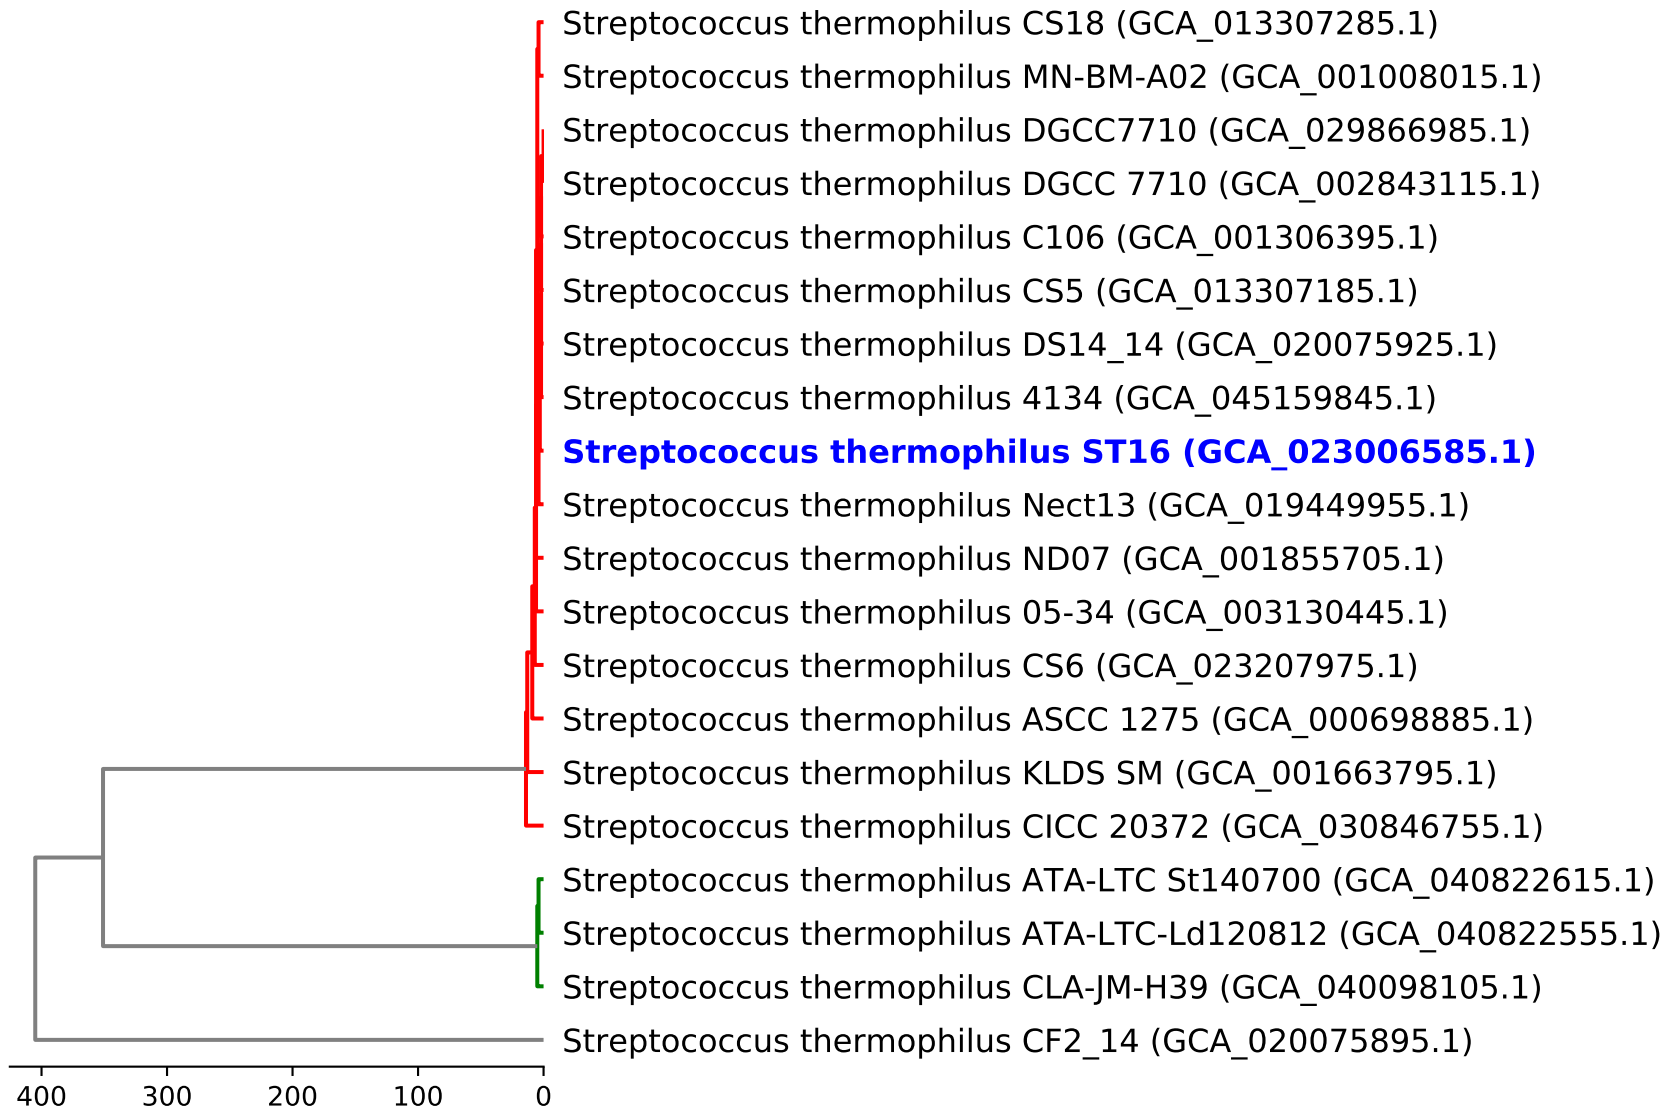 Streptococcus thermophilus CS18 (GCA_013307285.1)
Streptococcus thermophilus MN-BM-A02 (GCA_001008015.1)
Streptococcus thermophilus DGCC7710 (GCA_029866985.1)
Streptococcus thermophilus DGCC 7710 (GCA_002843115.1)
Streptococcus thermophilus C106 (GCA_001306395.1)
Streptococcus thermophilus CS5 (GCA_013307185.1)
Streptococcus thermophilus DS14_14 (GCA_020075925.1)
Streptococcus thermophilus 4134 (GCA_045159845.1)
Streptococcus thermophilus ST16 (GCA_023006585.1)
Streptococcus thermophilus Nect13 (GCA_019449955.1)
Streptococcus thermophilus ND07 (GCA_001855705.1)
Streptococcus thermophilus 05-34 (GCA_003130445.1)
Streptococcus thermophilus CS6 (GCA_023207975.1)
Streptococcus thermophilus ASCC 1275 (GCA_000698885.1)
Streptococcus thermophilus KLDS SM (GCA_001663795.1)
Streptococcus thermophilus CICC 20372 (GCA_030846755.1)
Streptococcus thermophilus ATA-LTC St140700 (GCA_040822615.1)
Streptococcus thermophilus ATA-LTC-Ld120812 (GCA_040822555.1)
Streptococcus thermophilus CLA-JM-H39 (GCA_040098105.1)
Streptococcus thermophilus CF2_14 (GCA_020075895.1)
400 300 200 100 0